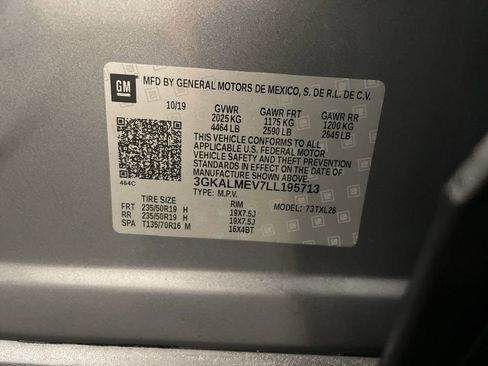 GM
MFD BY GENERAL MOTORS DE MEXICO, S. DE R.L. DE C.V.
10/19 GVWR GAWR FRT GAWR RR
2025 KG 1175 KG 1200 KG
4464 LB 2590 LB 2645 LB
THIS VEHICLE CONFORMS TO ALL
APPLICABLE U.S. FEDERAL MOTOR
VEHICLE SAFETY AND THEFT PREVENTION
STANDARDS IN EFFECT ON THE DATE OF
MANUFACTURE SHOWN ABOVE.
464C 3GKALMEV7LL195713
TYPE: M.P.V.
TIRE SIZE RIM MODEL: 73TXL26
FRT 235/50R19 H 19X7.5J
RR 235/50R19 H 19X7.5J
SPA T135/70R16 M 16X4BT